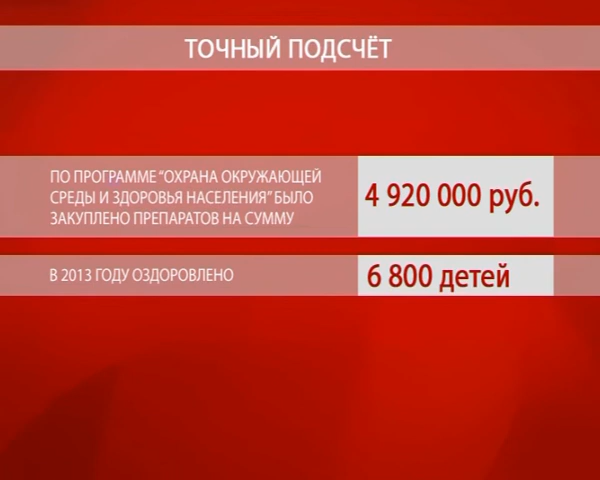 ТОЧНЫЙ ПОДСЧЁТ
ПО ПРОГРАММЕ “ОХРАНА ОКРУЖАЮЩЕЙ
СРЕДЫ И ЗДОРОВЬЯ НАСЕЛЕНИЯ” БЫЛО
ЗАКУПЛЕНО ПРЕПАРАТОВ НА СУММУ
4 920 000 руб.
В 2013 ГОДУ ОЗДОРОВЛЕНО
6 800 детей